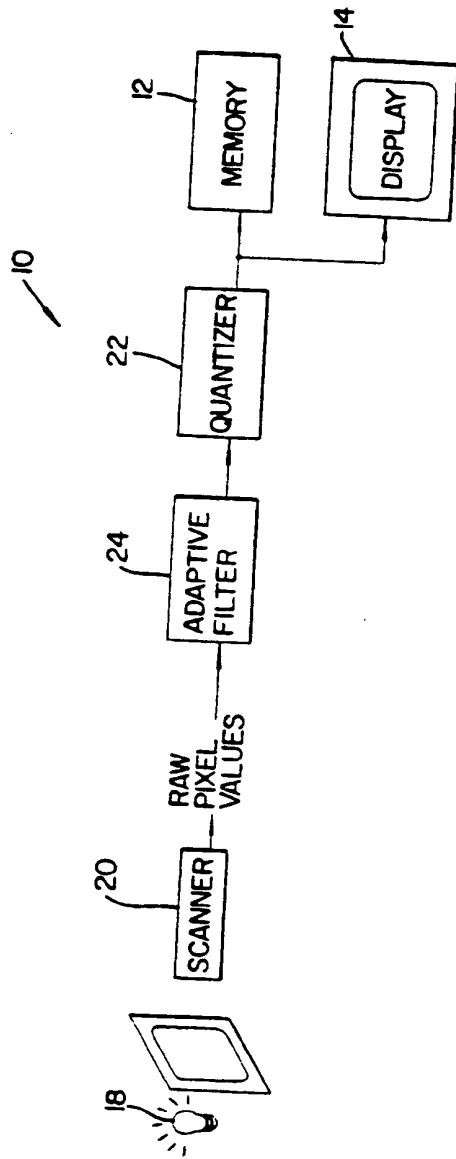 10
18
20
SCANNER
RAW
PIXEL
VALUES
24
ADAPTIVE
FILTER
22
QUANTIZER
12
MEMORY
14
DISPLAY